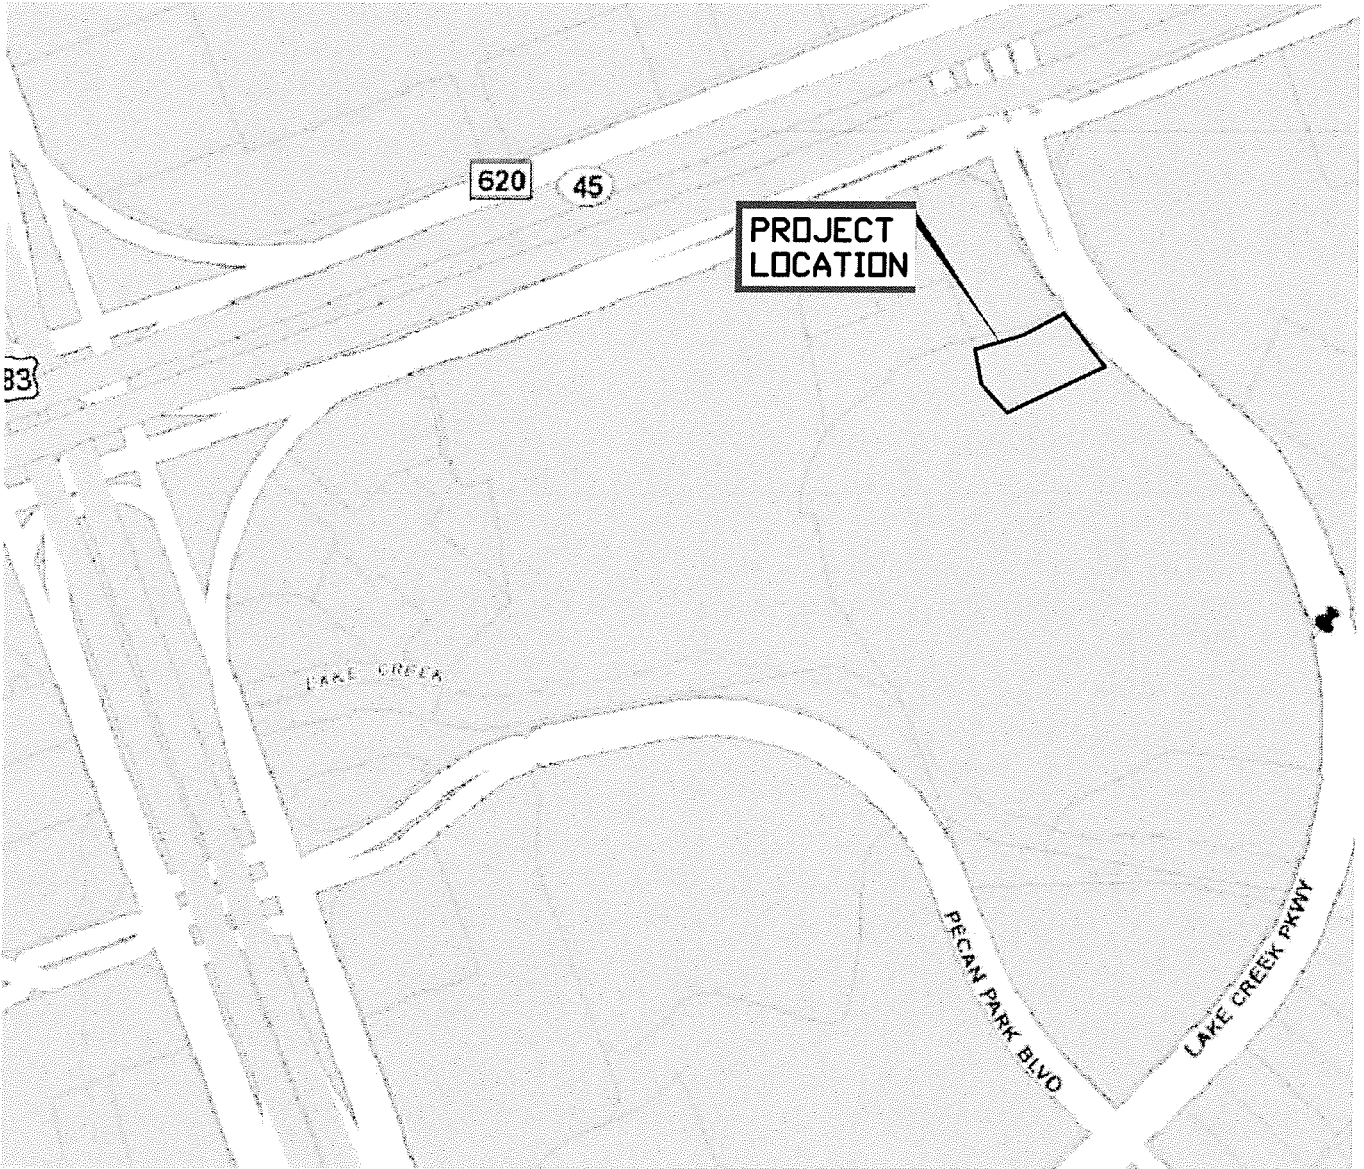 620
45
PROJECT
LOCATION
83
LAKE CREEK
PECAN PARK BLVD
LAKE CREEK PKWY